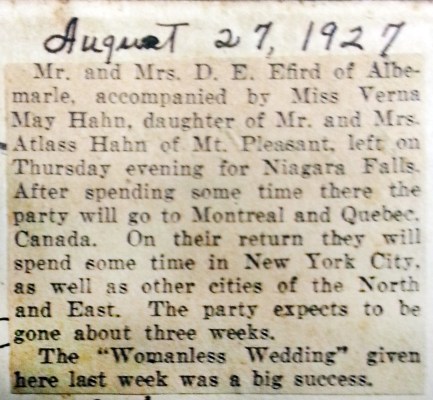 August 27, 1927
Mr. and Mrs. D. E. Efird of Albe-
marle, accompanied by Miss Verna
May Hahn, daughter of Mr. and Mrs.
Atlass Hahn of Mt. Pleasant, left on
Thursday evening for Niagara Falls.
After spending some time there the
party will go to Montreal and Quebec,
Canada. On their return they will
spend some time in New York City,
as well as other cities of the North
and East. The party expects to be
gone about three weeks.
The "Womanless Wedding" given
here last week was a big success.